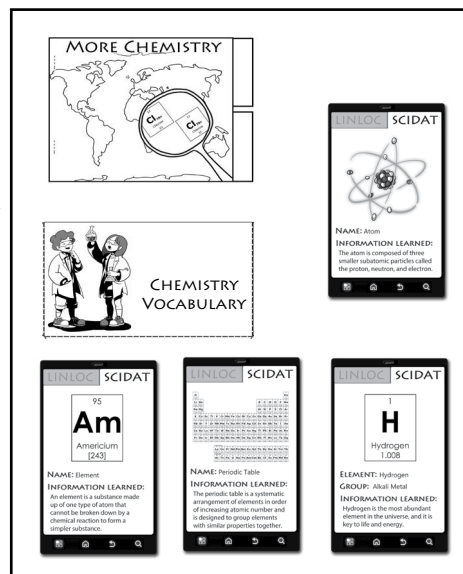 MORE CHEMISTRY
Cl
Cl
LINLOC SCIDAT
NAME: Atom
INFORMATION LEARNED:
The atom is composed of three
smaller subatomic particles called
the proton, neutron, and electron.
CHEMISTRY
VOCABULARY
LINLOC SCIDAT
95
Am
Americium
[243]
NAME: Element
INFORMATION LEARNED:
An element is a substance made
up of one type of atom that
cannot be broken down by a
chemical reaction to form a
simpler substance.
LINLOC SCIDAT
NAME: Periodic Table
INFORMATION LEARNED:
The periodic table is a systematic
arrangement of elements in order
of increasing atomic number and
is designed to group elements
with similar properties together.
LINLOC SCIDAT
1
H
Hydrogen
1.008
ELEMENT: Hydrogen
GROUP: Alkali Metal
INFORMATION LEARNED:
Hydrogen is the most abundant
element in the universe, and it is
key to life and energy.